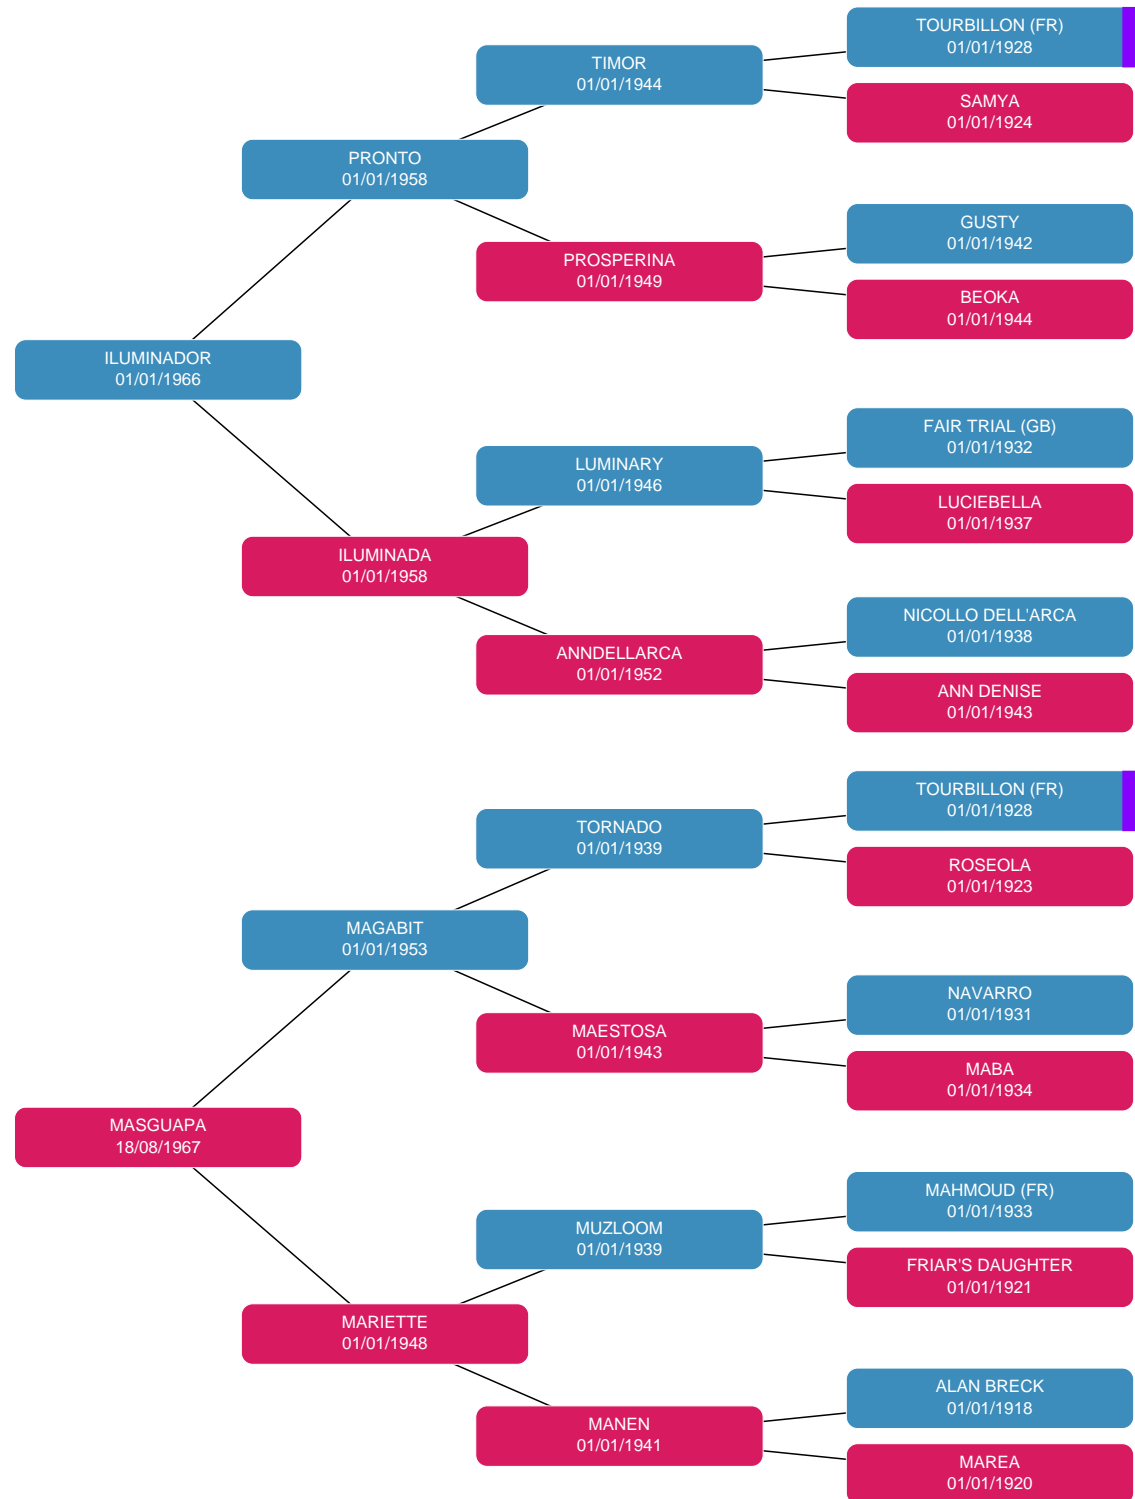 TOURBILLON (FR)
01/01/1928
TIMOR
01/01/1944
SAMYA
01/01/1924
PRONTO
01/01/1958
GUSTY
01/01/1942
PROSPERINA
01/01/1949
BEOKA
01/01/1944
ILUMINADOR
01/01/1966
FAIR TRIAL (GB)
01/01/1932
LUMINARY
01/01/1946
LUCIEBELLA
01/01/1937
ILUMINADA
01/01/1958
NICOLLO DELL'ARCA
01/01/1938
ANNDELLARCA
01/01/1952
ANN DENISE
01/01/1943
TOURBILLON (FR)
01/01/1928
TORNADO
01/01/1939
ROSEOLA
01/01/1923
MAGABIT
01/01/1953
NAVARRO
01/01/1931
MAESTOSA
01/01/1943
MABA
01/01/1934
MASGUAPA
18/08/1967
MAHMOUD (FR)
01/01/1933
MUZLOOM
01/01/1939
FRIAR'S DAUGHTER
01/01/1921
MARIETTE
01/01/1948
ALAN BRECK
01/01/1918
MANEN
01/01/1941
MAREA
01/01/1920